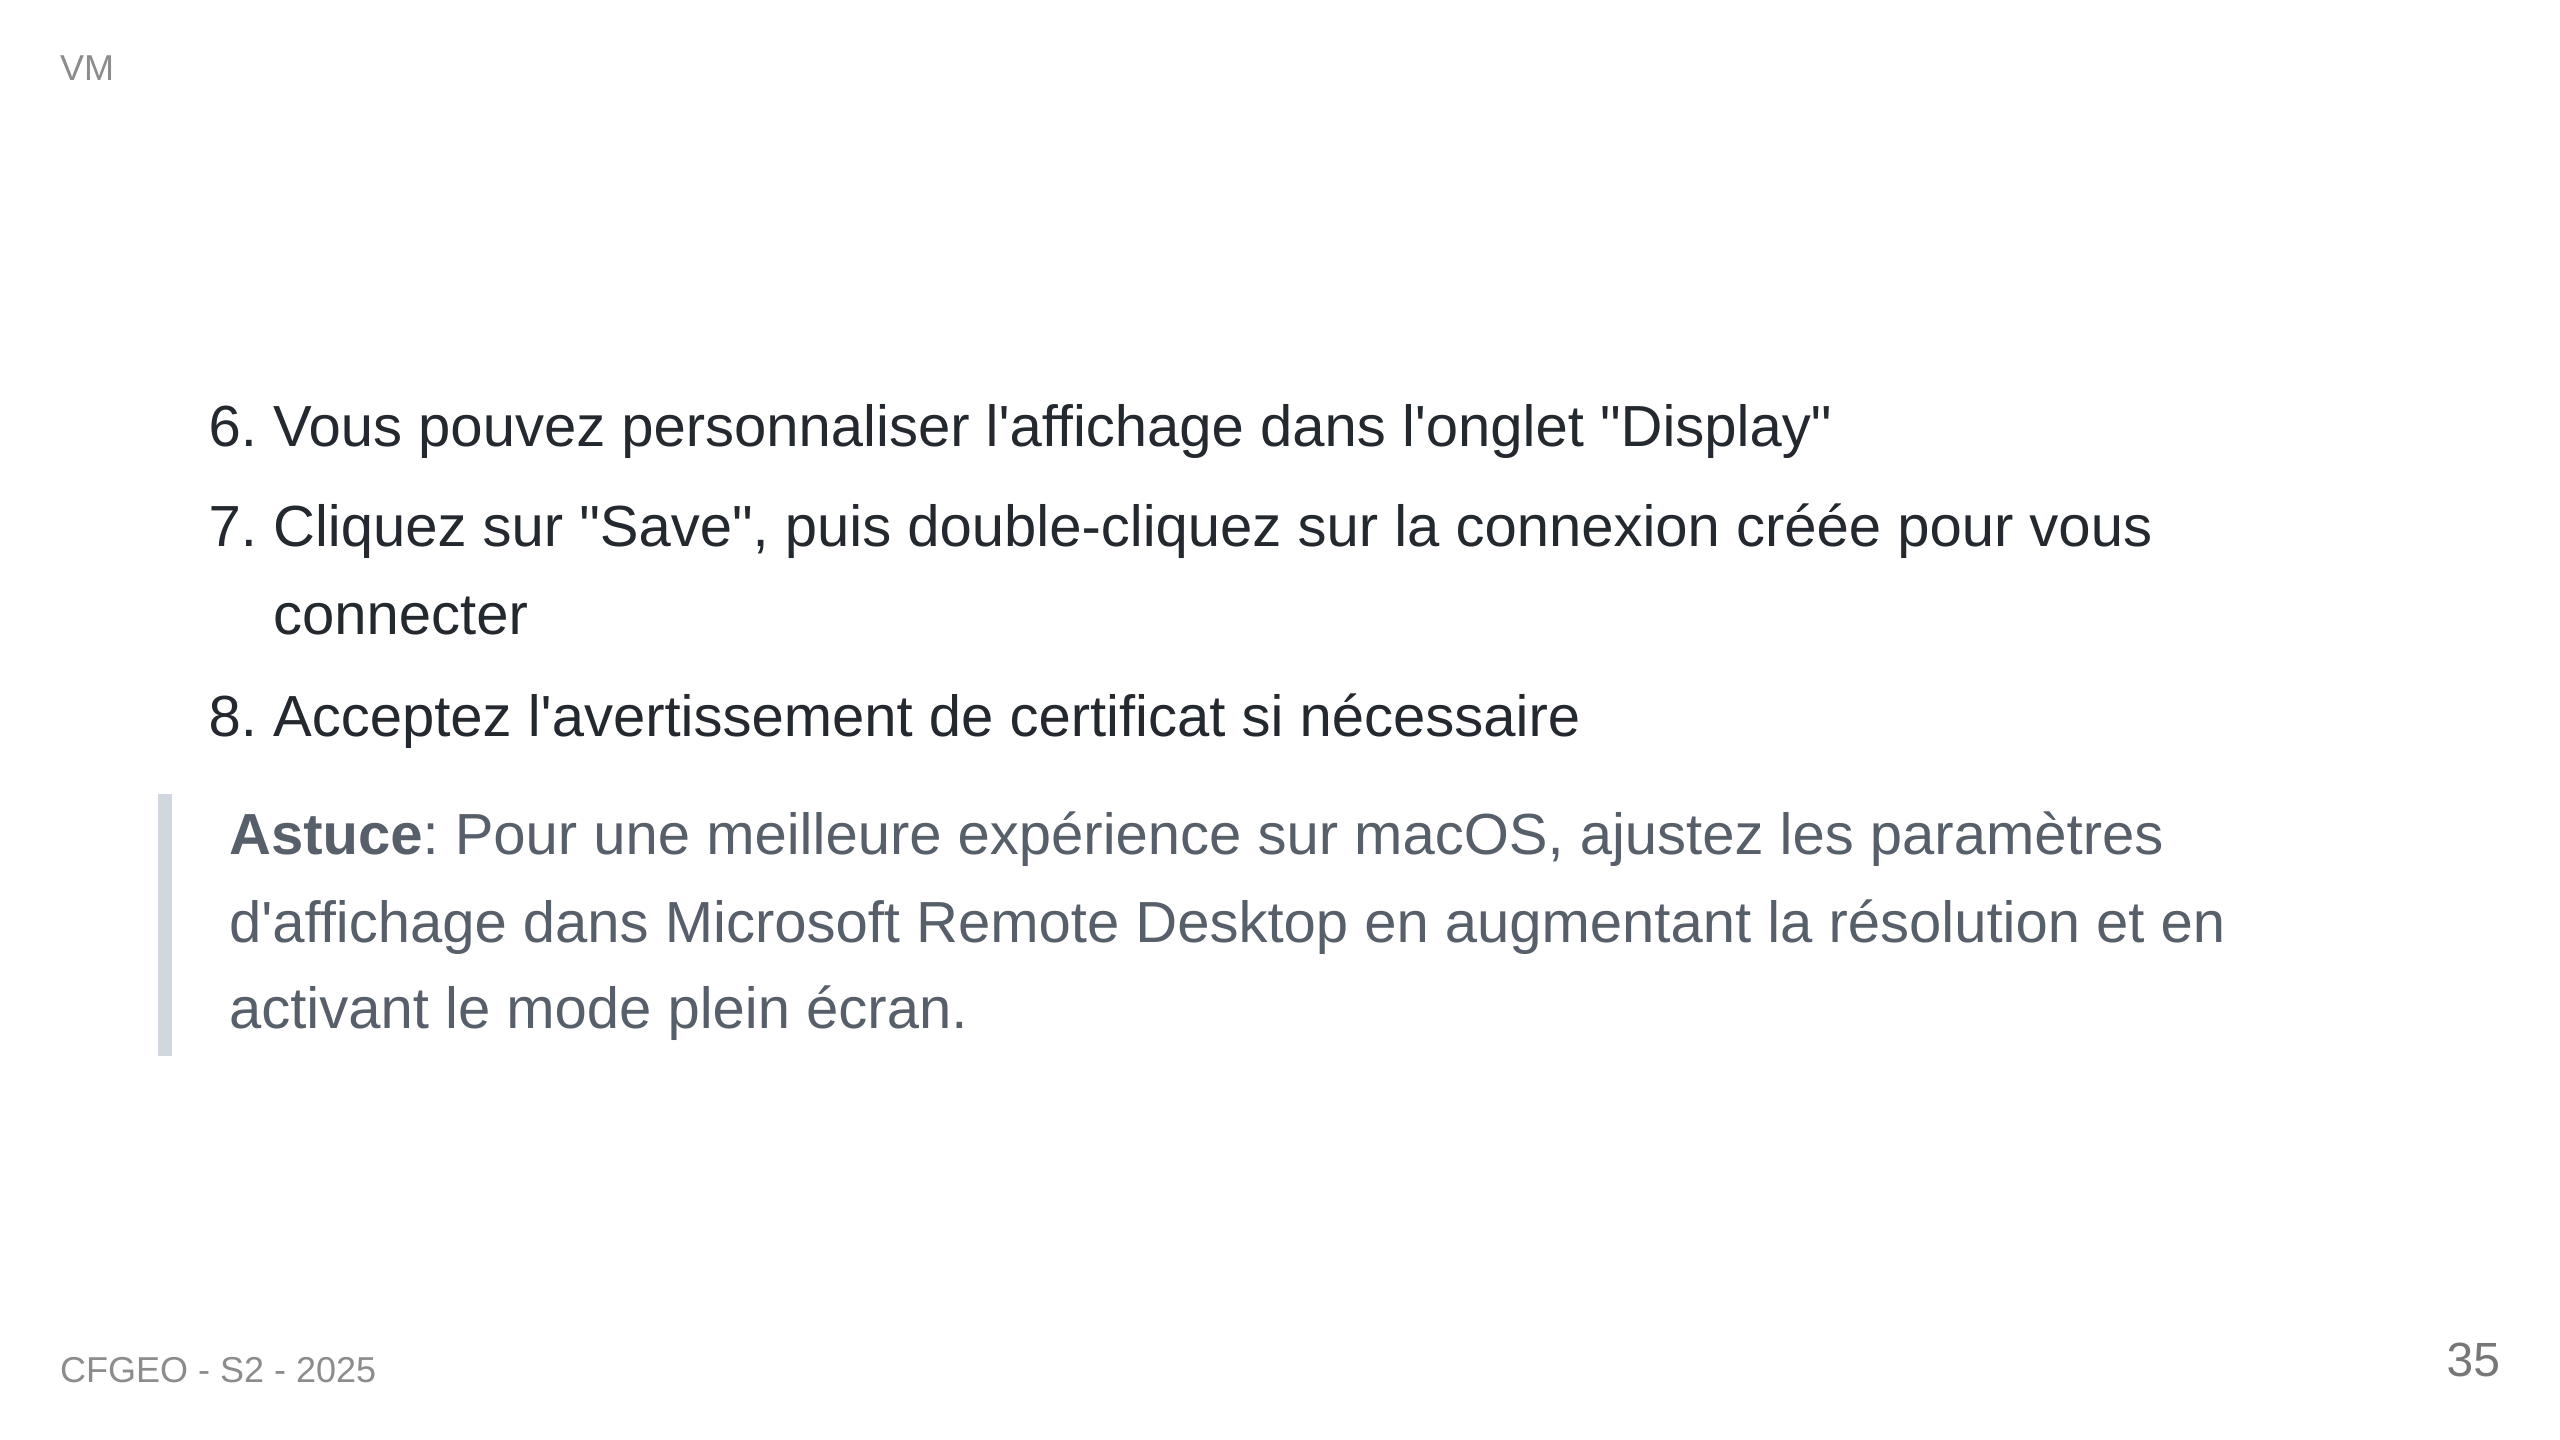 VM
6. Vous pouvez personnaliser l'affichage dans l'onglet "Display"
7. Cliquez sur "Save", puis double-cliquez sur la connexion créée pour vous
connecter
8. Acceptez l'avertissement de certificat si nécessaire
Astuce: Pour une meilleure expérience sur macOS, ajustez les paramètres
d'affichage dans Microsoft Remote Desktop en augmentant la résolution et en
activant le mode plein écran.
CFGEO - S2 - 2025
35